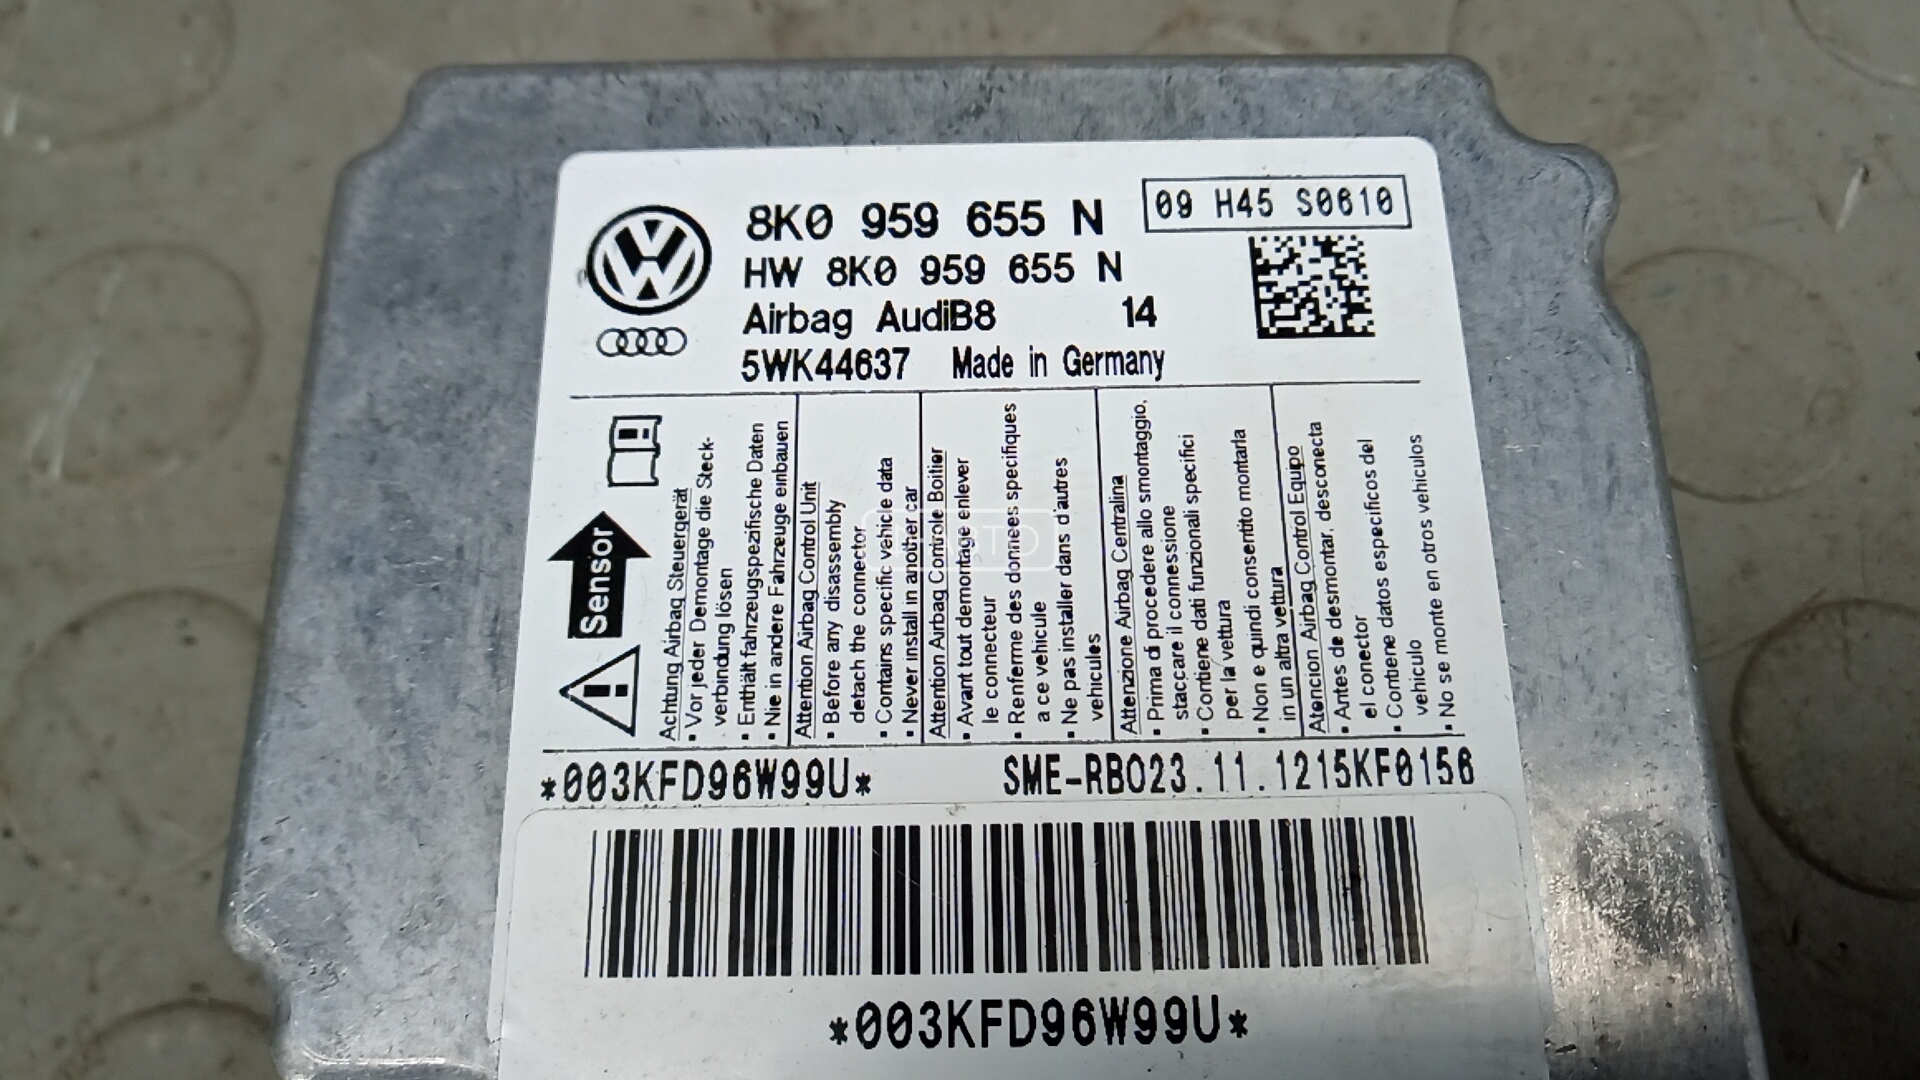 8K0 959 655 N
09 H45 S0610
HW 8K0 959 655 N
Airbag AudiB8 14
5WK44637 Made in Germany
Sensor
Achtung Airbag Steuergerät
• Vor jeder Demontage die Steck-
verbindung lösen
• Enthält fahrzeugspezifische Daten
• Nie in andere Fahrzeuge einbauen
Attention Airbag Control Unit
• Before any disassembly
detach the connector
• Contains specific vehicle data
• Never install in another car
Attention Airbag Controle Boitier
• Avant tout demontage enlever
le connecteur
• Renferme des donnees specifiques
a ce vehicule
• Ne pas installer dans d'autres
vehicules
Attenzione Airbag Centralina
• Prima di procedere allo smontaggio,
staccare il connessione
• Contiene dati funzionali specifici
per la vettura
• Non e quindi consentito montarla
in un altra vettura
Atencion Airbag Control Equipo
• Antes de desmontar, desconecta
el conector
• Contiene datos especificos del
vehiculo
• No se monte en otros vehiculos
*003KFD96W99U* SME-RBO23.11.1215KF0156
*003KFD96W99U*